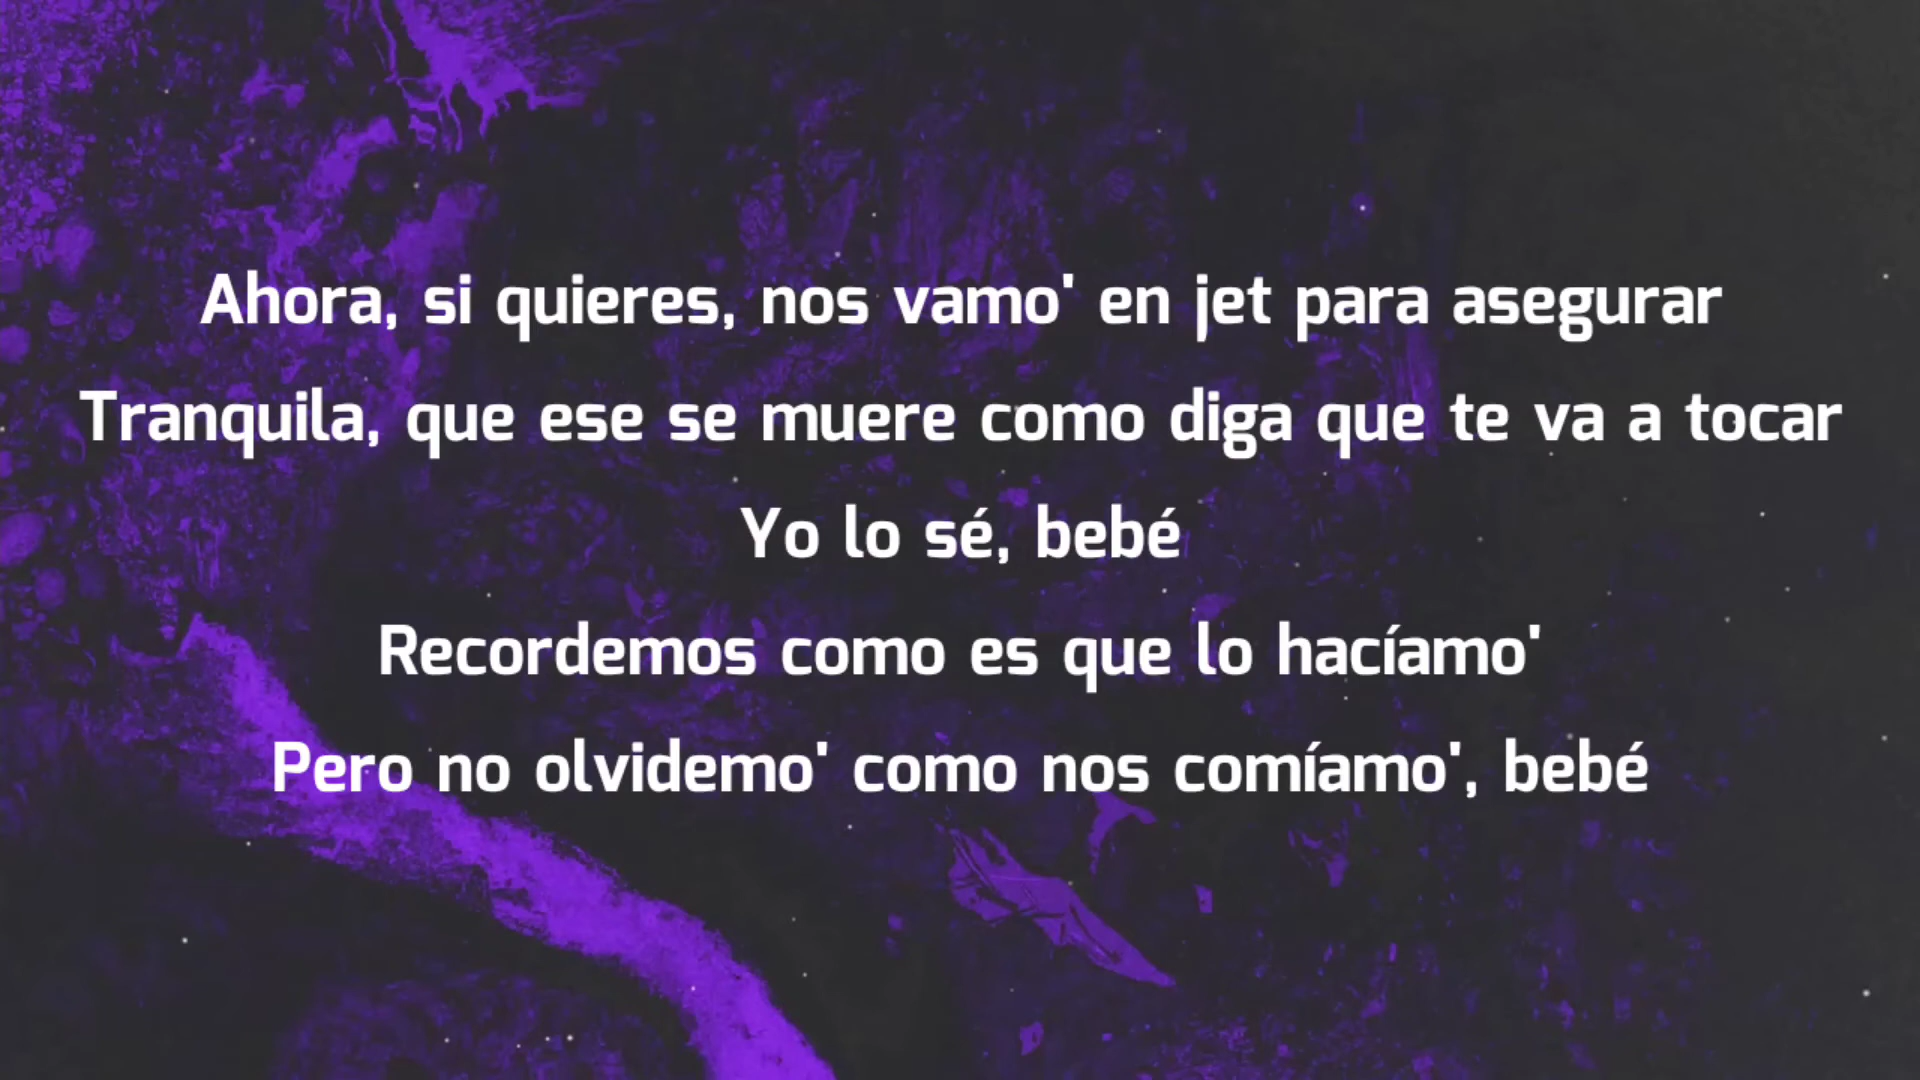 Ahora, si quieres, nos vamo' en jet para asegurar
Tranquila, que ese se muere como diga que te va a tocar
Yo lo sé, bebé
Recordemos como es que lo hacíamo'
Pero no olvidemo' como nos comíamo', bebé